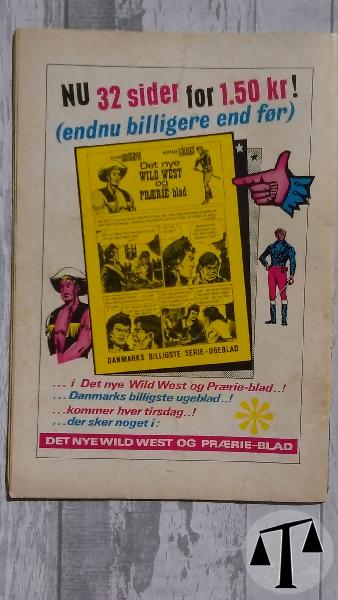 NU 32 sider for 1.50 kr!
(endnu billigere end før)
Det nye
WILD WEST
og
PRÆRIE-blad
DANMARKS BILLIGSTE SERIE-UGEBLAD
... i Det nye Wild West og Prærie-blad..!
...Danmarks billigste ugeblad..!
...kommer hver tirsdag..!
...der sker noget i:
DET NYE WILD WEST OG PRÆRIE-BLAD